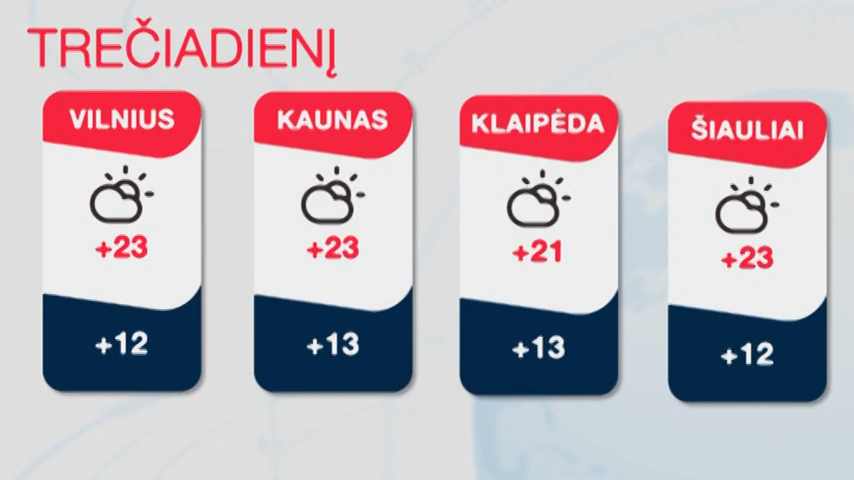 TREČIADIENĮ
VILNIUS
+23
+12
KAUNAS
+23
+13
KLAIPĖDA
+21
+13
ŠIAULIAI
+23
+12